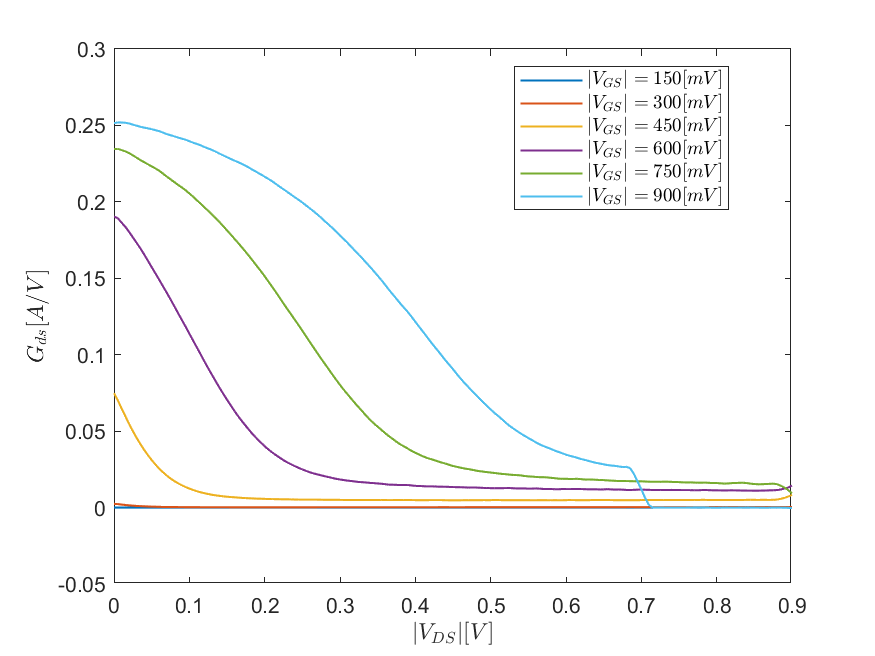 0.3
0.25
0.2
0.15
0.1
0.05
0
-0.05
G_{ds}[A/V]
|V_{GS}| = 150[mV]
|V_{GS}| = 300[mV]
|V_{GS}| = 450[mV]
|V_{GS}| = 600[mV]
|V_{GS}| = 750[mV]
|V_{GS}| = 900[mV]
0 0.1 0.2 0.3 0.4 0.5 0.6 0.7 0.8 0.9
|V_{DS}|[V]